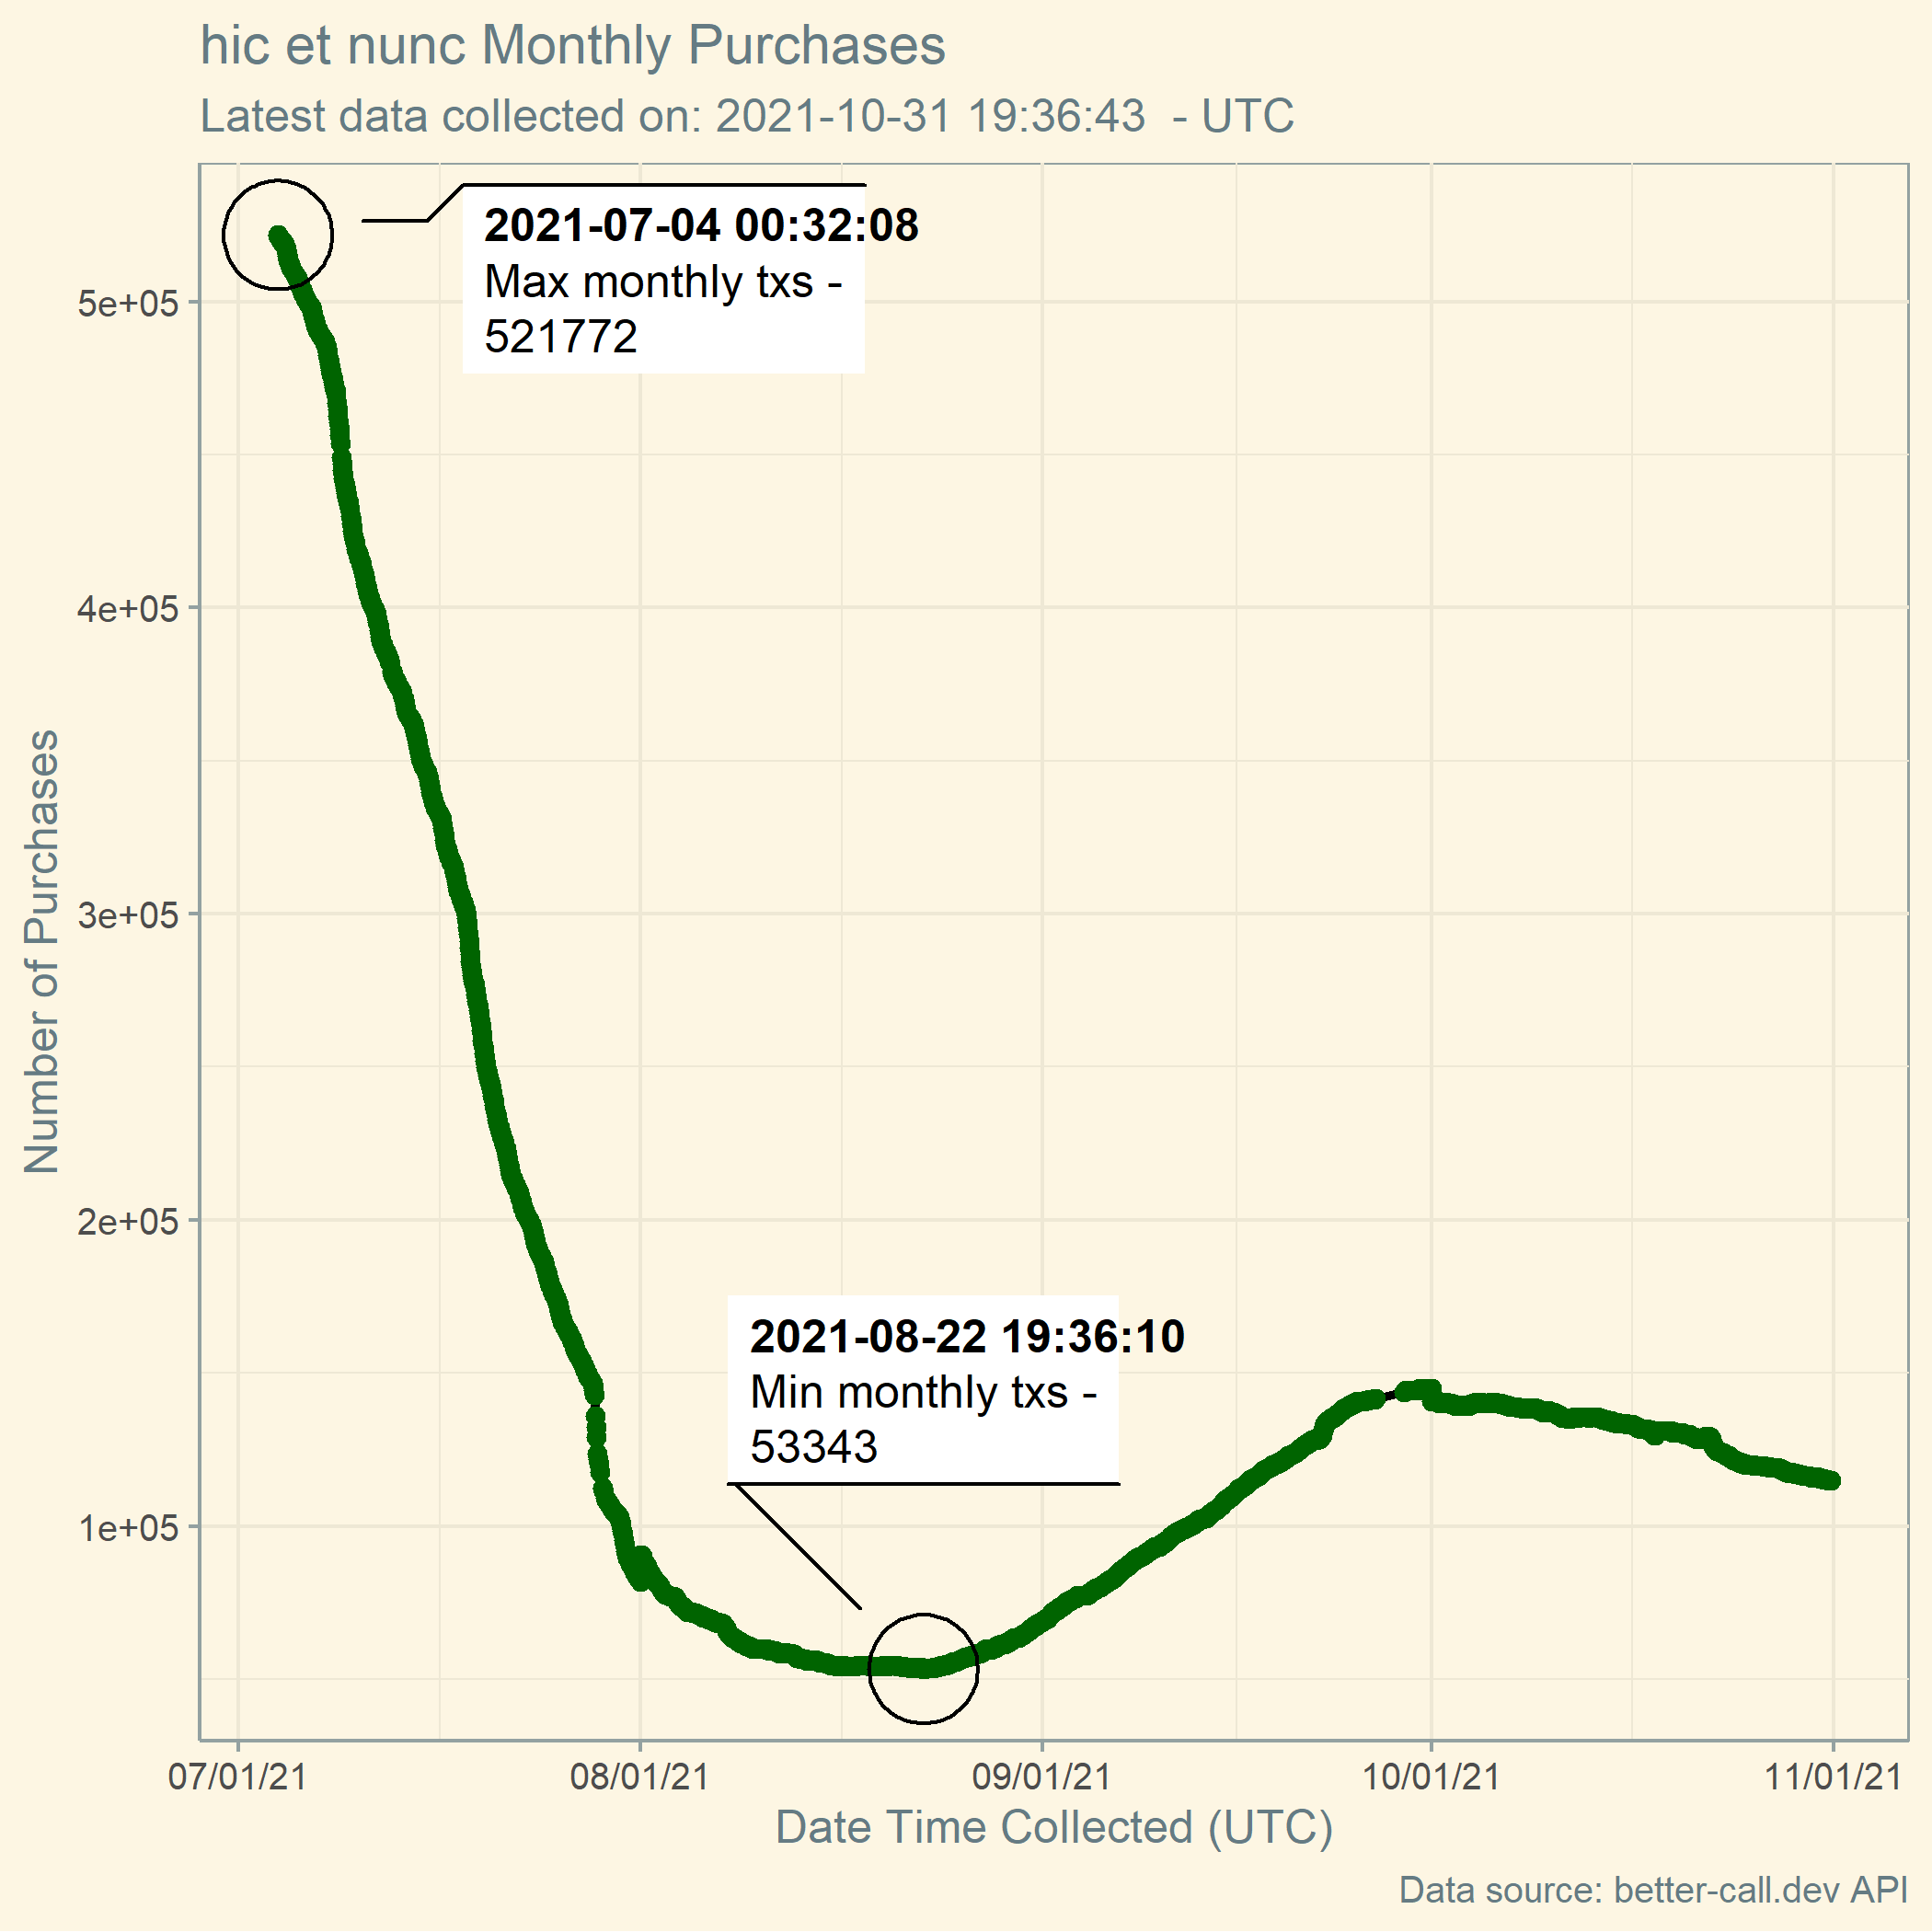 hic et nunc Monthly Purchases
Latest data collected on: 2021-10-31 19:36:43  - UTC
2021-07-04 00:32:08
Max monthly txs -
521772
5e+05
4e+05
3e+05
2e+05
1e+05
Number of Purchases
2021-08-22 19:36:10
Min monthly txs -
53343
07/01/21
08/01/21
09/01/21
10/01/21
11/01/21
Date Time Collected (UTC)
Data source: better-call.dev API